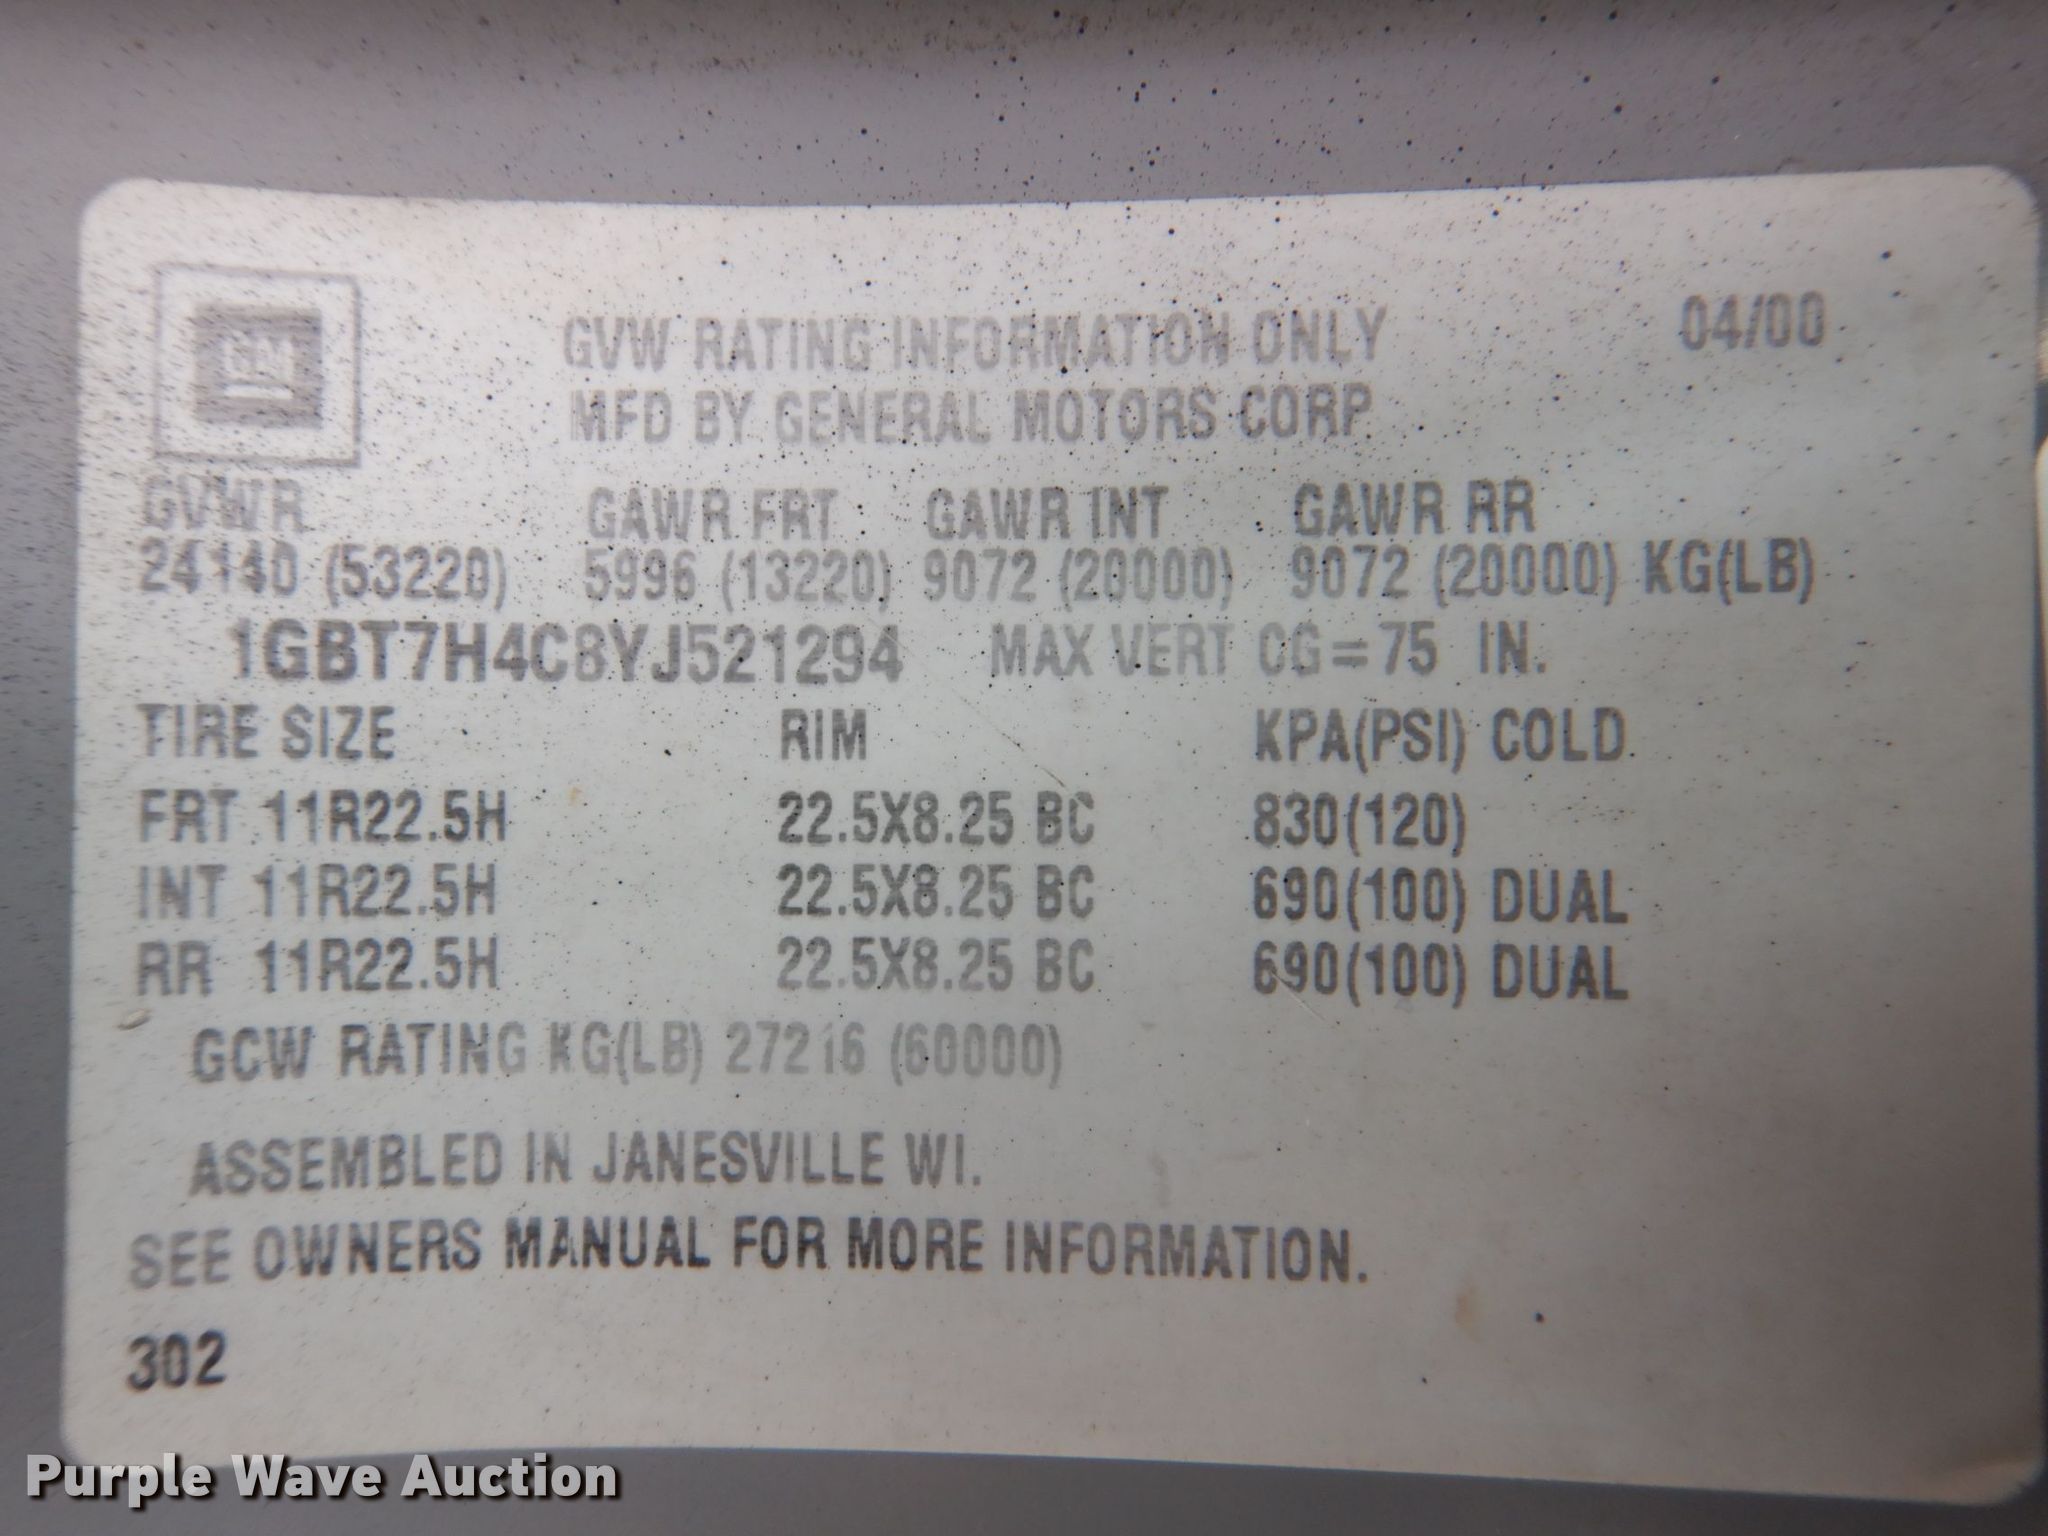 GM
GVW RATING INFORMATION ONLY 04/00
MFD BY GENERAL MOTORS CORP
GVWR GAWR FRT GAWR INT GAWR RR
24140 (53220) 5996 (13220) 9072 (20000) 9072 (20000) KG(LB)
1GBT7H4C8YJ521294 MAX VERT CG=75 IN.
TIRE SIZE RIM KPA(PSI) COLD
FRT 11R22.5H 22.5X8.25 BC 830(120)
INT 11R22.5H 22.5X8.25 BC 690(100) DUAL
RR 11R22.5H 22.5X8.25 BC 690(100) DUAL
GCW RATING KG(LB) 27216 (60000)
ASSEMBLED IN JANESVILLE WI.
SEE OWNERS MANUAL FOR MORE INFORMATION.
302
Purple Wave Auction